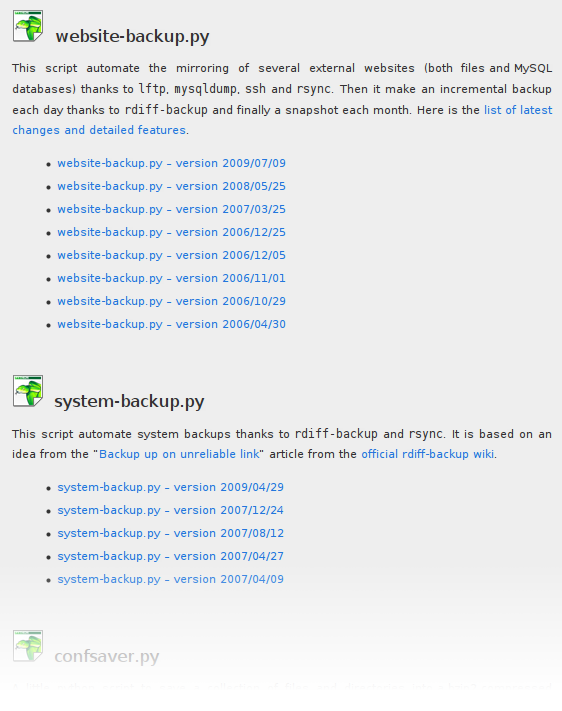 website-backup.py
This script automate the mirroring of several external websites (both files and MySQL
databases) thanks to lftp, mysqldump, ssh and rsync. Then it make an incremental backup
each day thanks to rdiff-backup and finally a snapshot each month. Here is the list of latest
changes and detailed features.
• website-backup.py – version 2009/07/09
• website-backup.py – version 2008/05/25
• website-backup.py – version 2007/03/25
• website-backup.py – version 2006/12/25
• website-backup.py – version 2006/12/05
• website-backup.py – version 2006/11/01
• website-backup.py – version 2006/10/29
• website-backup.py – version 2006/04/30
system-backup.py
This script automate system backups thanks to rdiff-backup and rsync. It is based on an
idea from the "Backup up on unreliable link" article from the official rdiff-backup wiki.
• system-backup.py – version 2009/04/29
• system-backup.py – version 2007/12/24
• system-backup.py – version 2007/08/12
• system-backup.py – version 2007/04/27
• system-backup.py – version 2007/04/09
confsaver.py